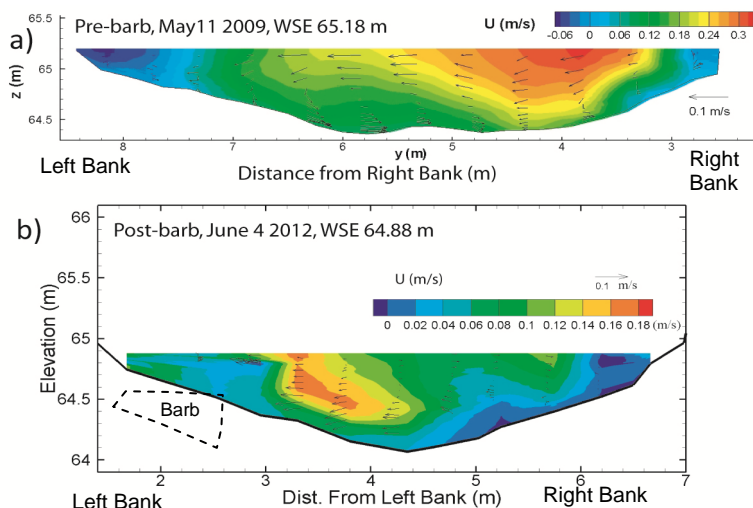 a) Pre-barb, May11 2009, WSE 65.18 m
U (m/s)
-0.06 0 0.06 0.12 0.18 0.24 0.3
65.5
65
64.5
z (m)
0.1 m/s
8 7 6 5 4 3
y (m)
Left Bank
Distance from Right Bank (m)
Right
Bank
b) Post-barb, June 4 2012, WSE 64.88 m
U (m/s)
0.1 m/s
0 0.02 0.04 0.06 0.08 0.1 0.12 0.14 0.16 0.18 (m/s)
66
65.5
65
64.5
64
Elevation (m)
Barb
2 3 4 5 6 7
Left Bank
Dist. From Left Bank (m)
Right Bank